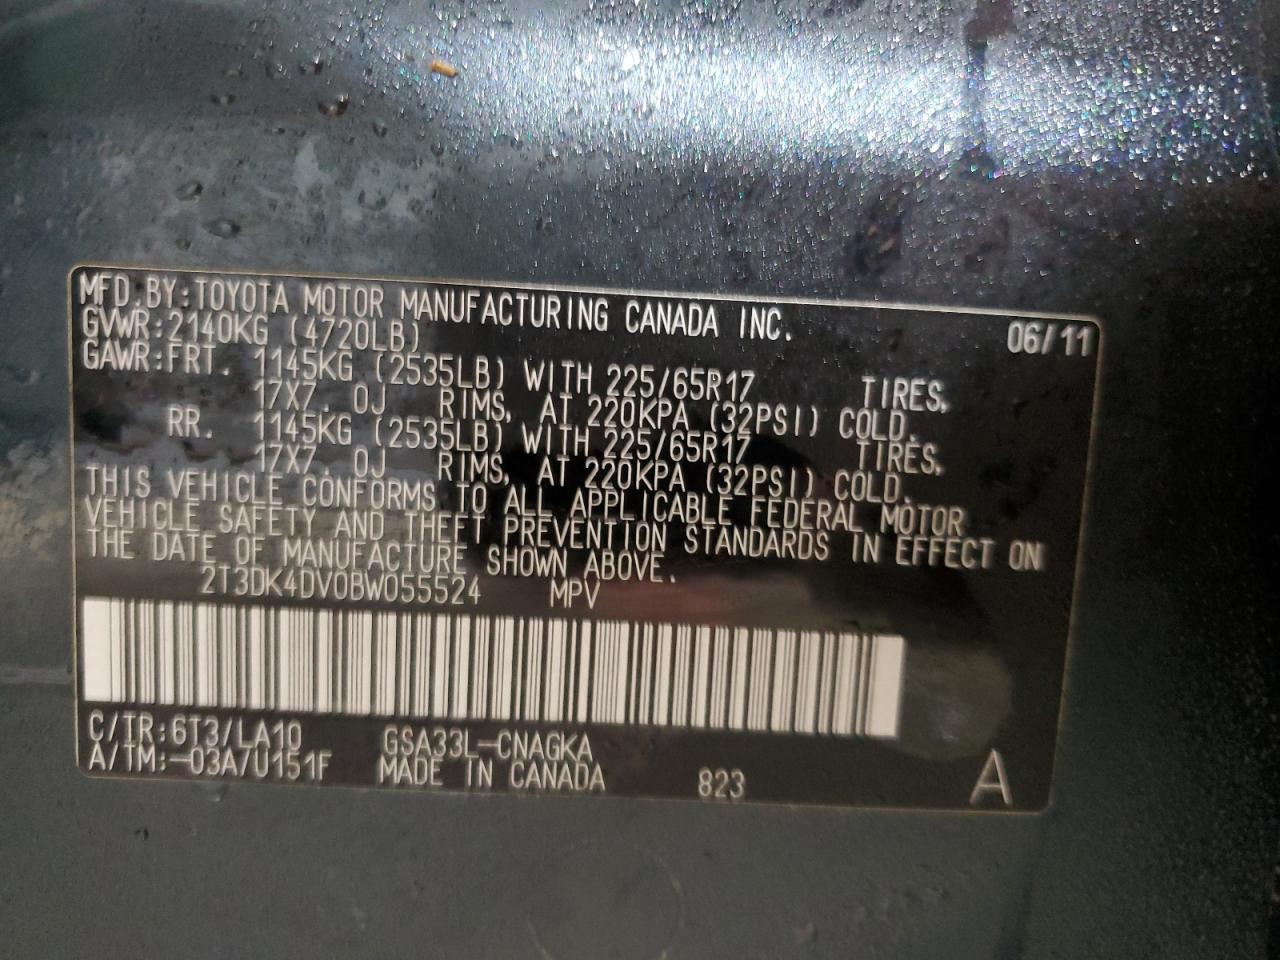 MFD.BY:TOYOTA MOTOR MANUFACTURING CANADA INC. 06/11
GVWR:2140KG (4720LB)
GAWR:FRT. 1145KG (2535LB) WITH 225/65R17 TIRES,
17X7. 0J RIMS, AT 220KPA (32PSI) COLD.
RR. 1145KG (2535LB) WITH 225/65R17 TIRES,
17X7. 0J RIMS, AT 220KPA (32PSI) COLD.
THIS VEHICLE CONFORMS TO ALL APPLICABLE FEDERAL MOTOR
VEHICLE SAFETY AND THEFT PREVENTION STANDARDS IN EFFECT ON
THE DATE OF MANUFACTURE SHOWN ABOVE.
2T3DK4DV0BW055524 MPV
C/TR:6T3/LA10 GSA33L-CNAGKA
A/TM:-03A/U151F MADE IN CANADA 823 A